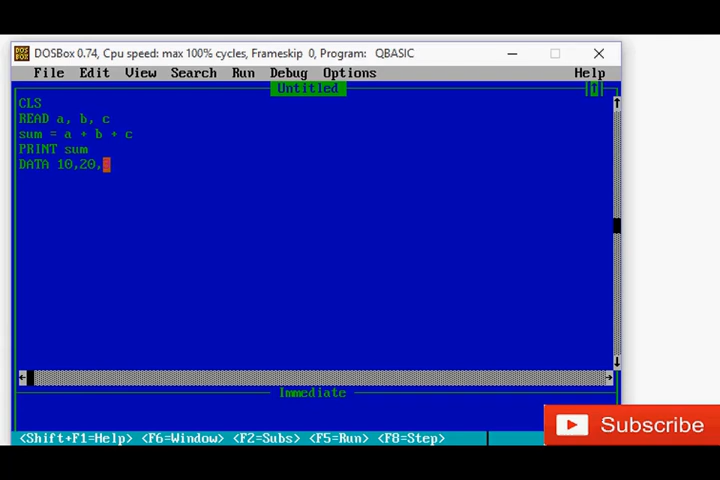 DOS BOX
DOSBox 0.74, Cpu speed: max 100% cycles, Frameskip 0, Program: QBASIC
File Edit View Search Run Debug Options Help
Untitled
CLS
READ a, b, c
sum = a + b + c
PRINT sum
DATA 10,20,
Immediate
<Shift+F1=Help> <F6=Window> <F2=Subs> <F5=Run> <F8=Step>
Subscribe